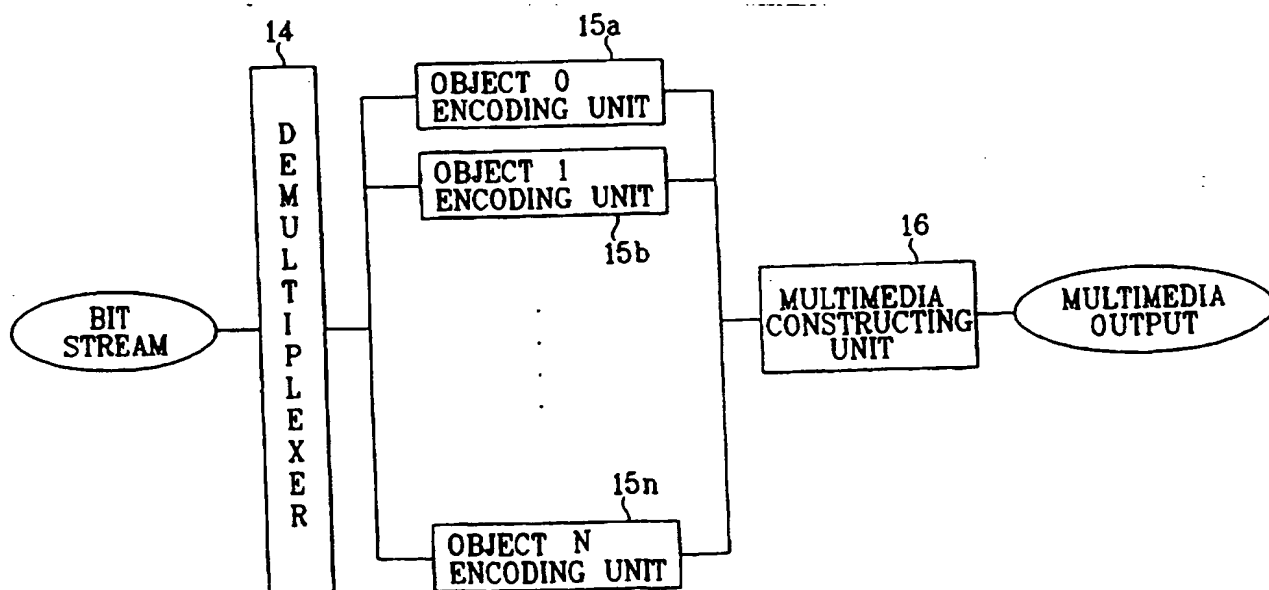 14
DEMULTIPLEXER
15a
OBJECT 0
ENCODING UNIT
OBJECT 1
ENCODING UNIT
15b
BIT
STREAM
16
MULTIMEDIA
CONSTRUCTING
UNIT
MULTIMEDIA
OUTPUT
15n
OBJECT N
ENCODING UNIT